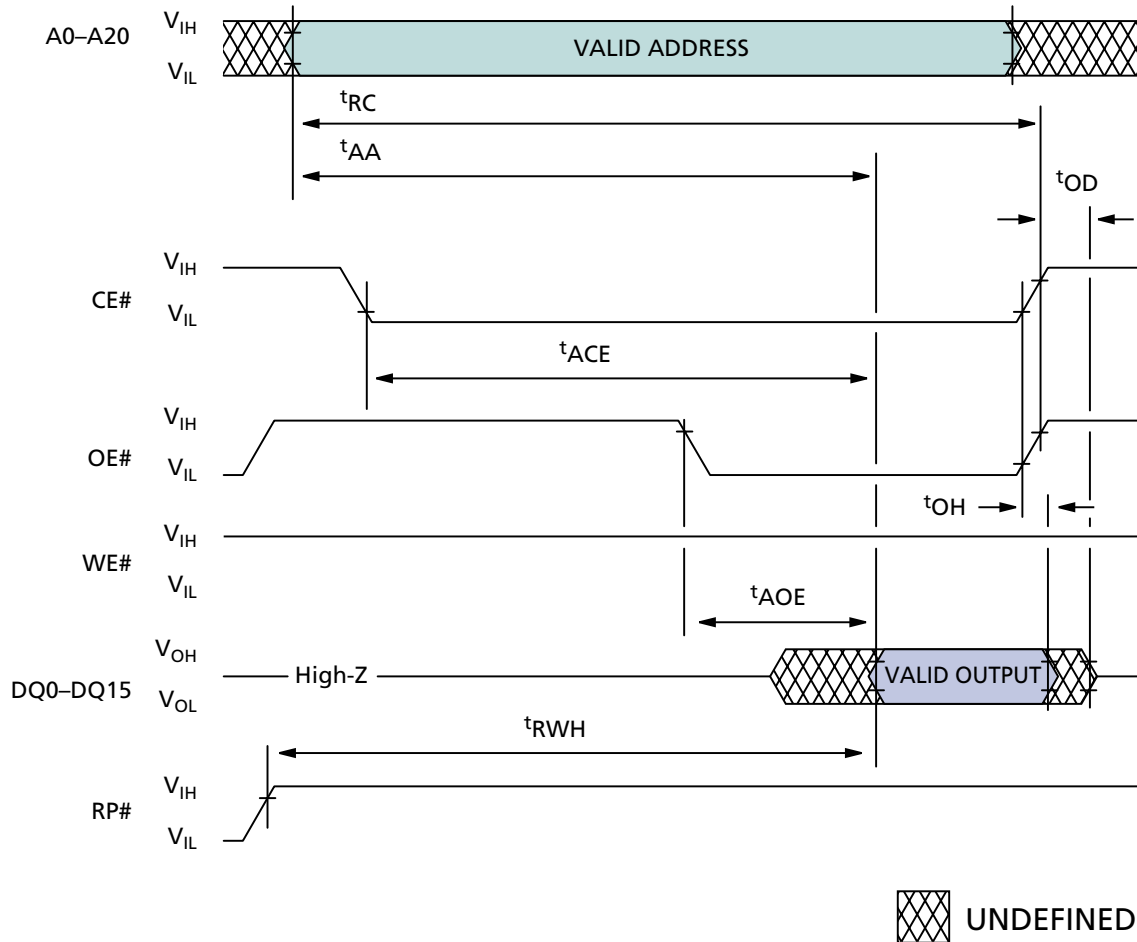 A0–A20
VIH
VIL
VALID ADDRESS
tRC
tAA
tOD
CE#
VIH
VIL
tACE
OE#
VIH
VIL
tOH
WE#
VIH
VIL
tAOE
DQ0–DQ15
VOH
VOL
High-Z
VALID OUTPUT
tRWH
RP#
VIH
VIL
UNDEFINED